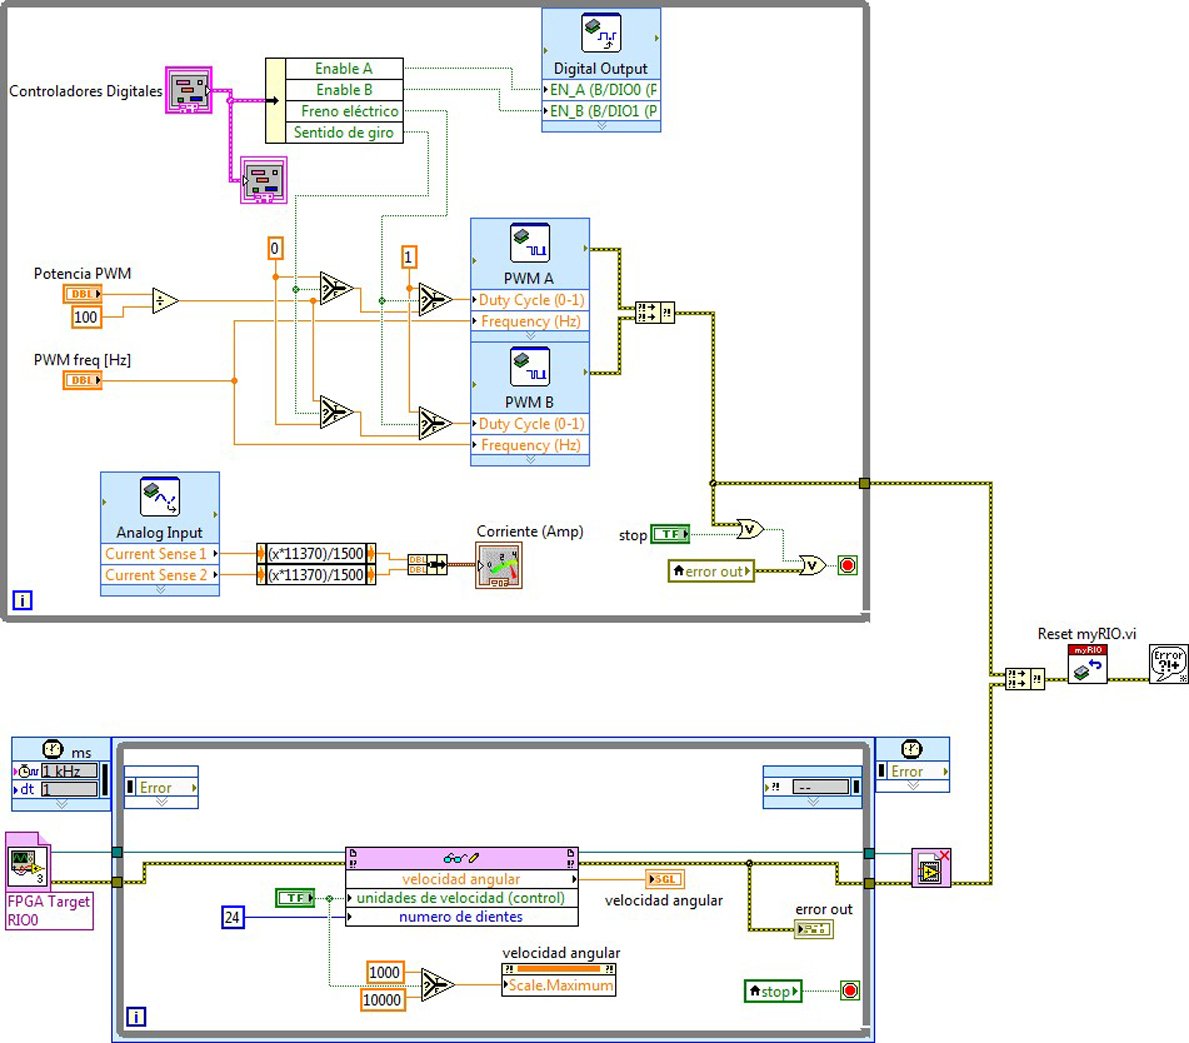 Controladores Digitales
Enable A
Enable B
Freno eléctrico
Sentido de giro
Digital Output
EN_A (B/DIO0 (F
EN_B (B/DIO1 (P
Potencia PWM
DBL
100
PWM freq [Hz]
DBL
0
1
PWM A
Duty Cycle (0-1)
Frequency (Hz)
PWM B
Duty Cycle (0-1)
Frequency (Hz)
Analog Input
Current Sense 1
Current Sense 2
(x*11370)/1500
(x*11370)/1500
DBL
DBL
Corriente (Amp)
0 2 4
stop
TF
V
error out
V
i
Reset myRIO.vi
myRIO
Error
?!+
ms
1 kHz
dt
1
Error
?! --
Error
FPGA Target
RIO0
3
velocidad angular
unidades de velocidad (control)
numero de dientes
TF
24
SGL
velocidad angular
error out
velocidad angular
Scale.Maximum
1000
10000
stop
i